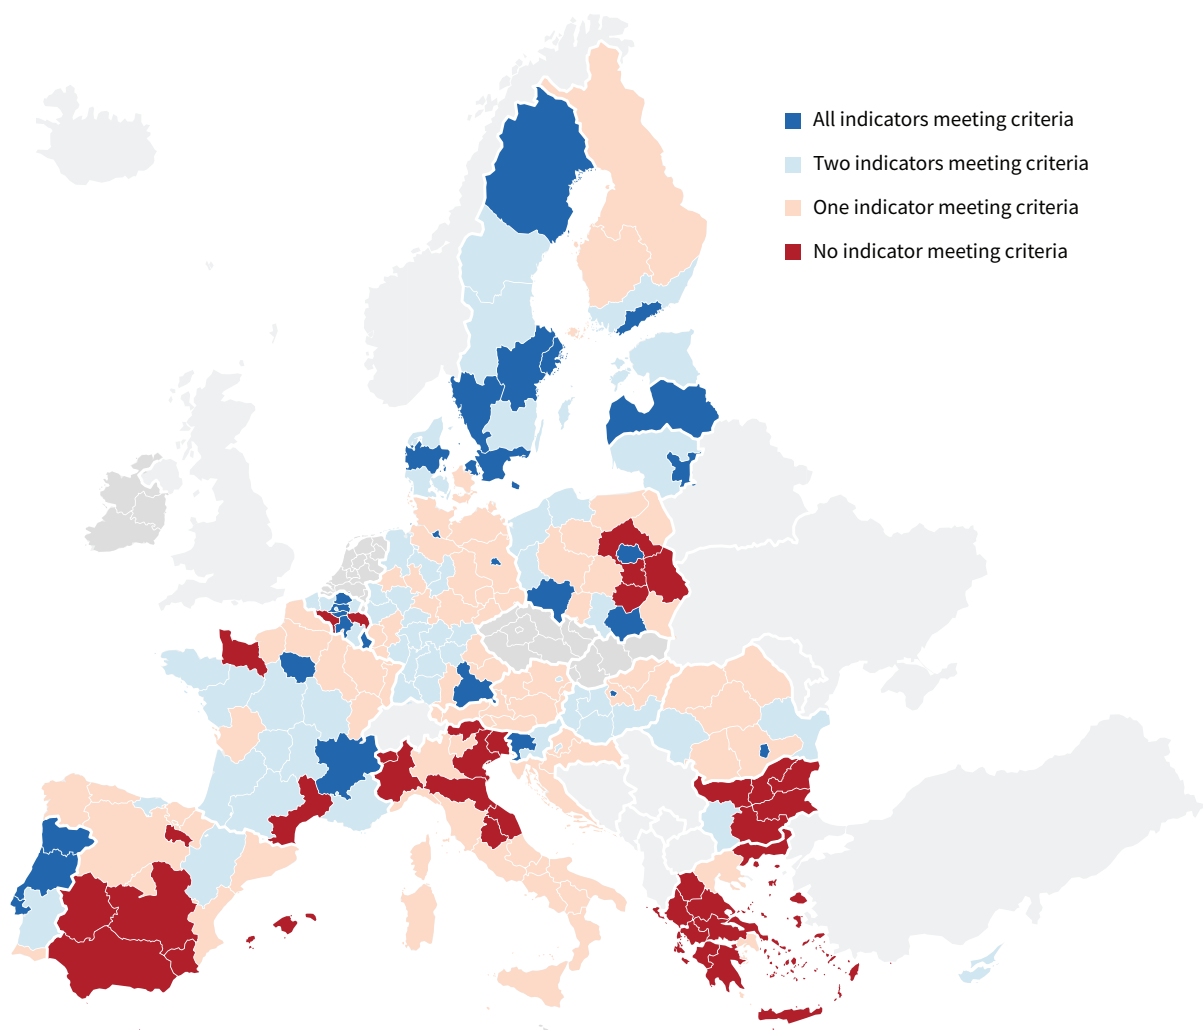 All indicators meeting criteria
Two indicators meeting criteria
One indicator meeting criteria
No indicator meeting criteria